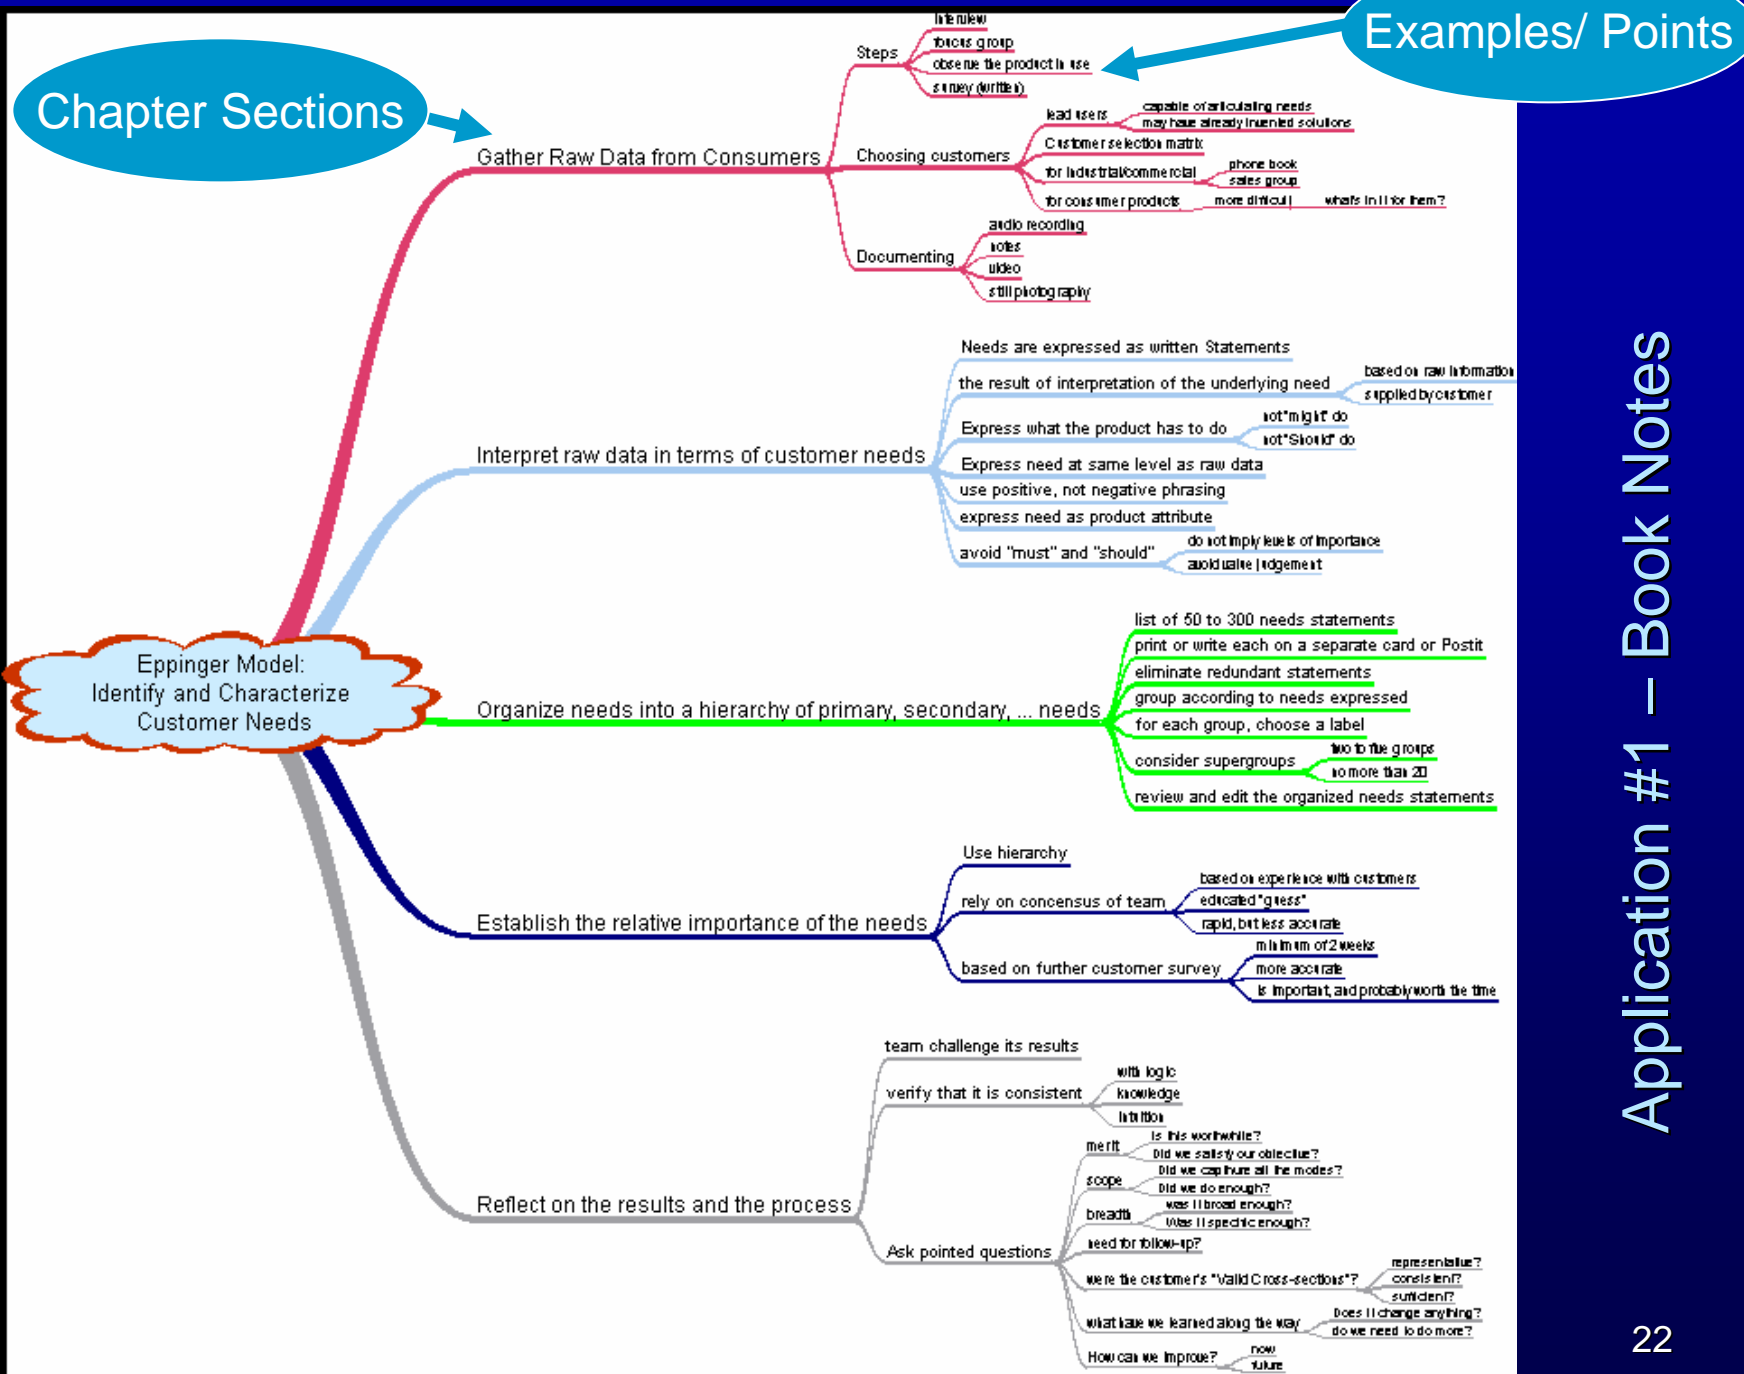 Examples/ Points
Chapter Sections
Eppinger Model:
Identify and Characterize
Customer Needs
Gather Raw Data from Consumers
Steps
interview
focus group
observe the product in use
survey (written)
Choosing customers
lead users
capable of articulating needs
may have already invented solutions
Customer selection matrix
for industrial/commercial
phone book
sales group
for consumer products
more difficult
what's in it for them?
Documenting
audio recording
notes
video
still photography
Interpret raw data in terms of customer needs
Needs are expressed as written Statements
the result of interpretation of the underlying need
based on raw information
supplied by customer
Express what the product has to do
not "might" do
not "Should" do
Express need at same level as raw data
use positive, not negative phrasing
express need as product attribute
avoid "must" and "should"
do not imply levels of importance
avoid value judgement
Organize needs into a hierarchy of primary, secondary, ... needs
list of 50 to 300 needs statements
print or write each on a separate card or Postit
eliminate redundant statements
group according to needs expressed
for each group, choose a label
consider supergroups
two to five groups
no more than 20
review and edit the organized needs statements
Establish the relative importance of the needs
Use hierarchy
rely on concensus of team
based on experience with customers
educated "guess"
rapid, but less accurate
based on further customer survey
minimum of 2 weeks
more accurate
is important, and probably worth the time
Reflect on the results and the process
team challenge its results
verify that it is consistent
with logic
knowledge
intuition
Ask pointed questions
merit
Is this worthwhile?
Did we satisfy our objective?
scope
Did we capture all the modes?
Did we do enough?
breadth
was it broad enough?
Was it specific enough?
need for follow-up?
were the customer's "Valid Cross-sections"?
representative?
consistent?
sufficient?
what have we learned along the way
Does it change anything?
do we need to do more?
How can we improve?
now
future
Application #1 – Book Notes
22